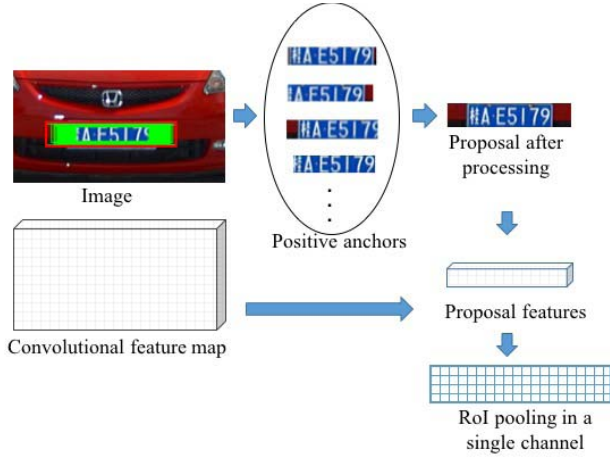 A·E5179
Image
A·E5179
A·E5179
A·E5179
A·E5179
Positive anchors
A·E5179
Proposal after
processing
Convolutional feature map
Proposal features
RoI pooling in a
single channel